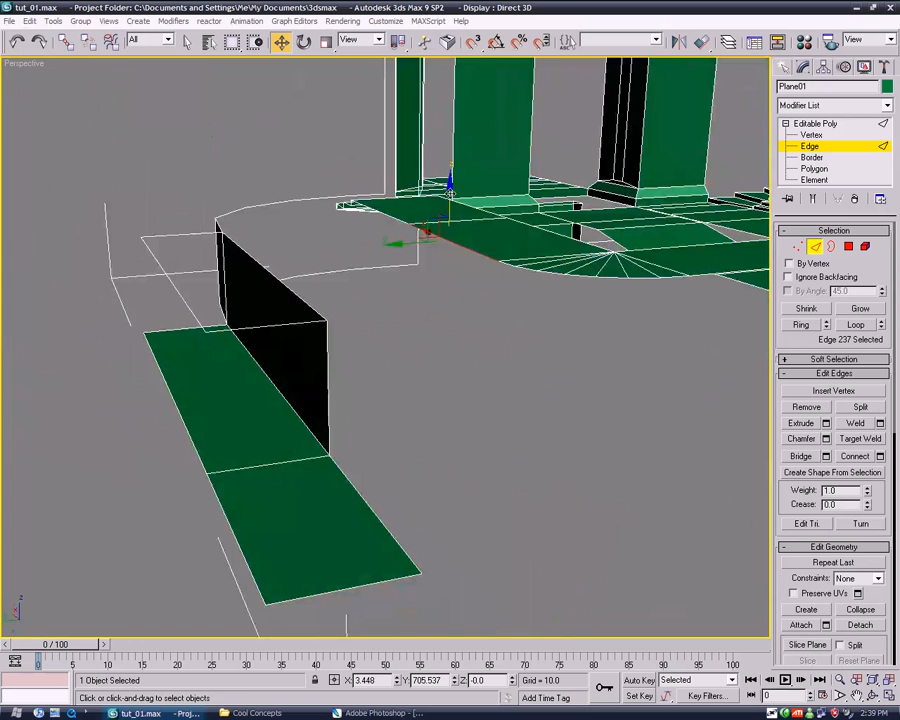 tut_01.max - Project Folder: C:\Documents and Settings\Me\My Documents\3dsmax - Autodesk 3ds Max 9 SP2 - Display : Direct 3D
File Edit Tools Group Views Create Modifiers reactor Animation Graph Editors Rendering Customize MAXScript Help
All View View
Perspective
Plane01
Modifier List
Editable Poly
Vertex
Edge
Border
Polygon
Element
Selection
By Vertex
Ignore Backfacing
By Angle: 45.0
Shrink Grow
Ring Loop
Edge 237 Selected
Soft Selection
Edit Edges
Insert Vertex
Remove Split
Extrude Weld
Chamfer Target Weld
Bridge Connect
Create Shape From Selection
Weight: 1.0
Crease: 0.0
Edit Tri. Turn
Edit Geometry
Repeat Last
Constraints: None
Preserve UVs
Create Collapse
Attach Detach
Slice Plane Split
Slice Reset Plane
0 / 100
0 10 15 20 25 30 35 40 45 50 55 60 65 70 75 80 85 90 95 100
1 Object Selected X: 3.448 Y: 705.537 Z: -0.0 Grid = 10.0 Auto Key Selected
Click or click-and-drag to select objects Add Time Tag Set Key Key Filters... 0
tut_01.max - Proj... Cool Concepts Adobe Photoshop - [... 2:39 PM